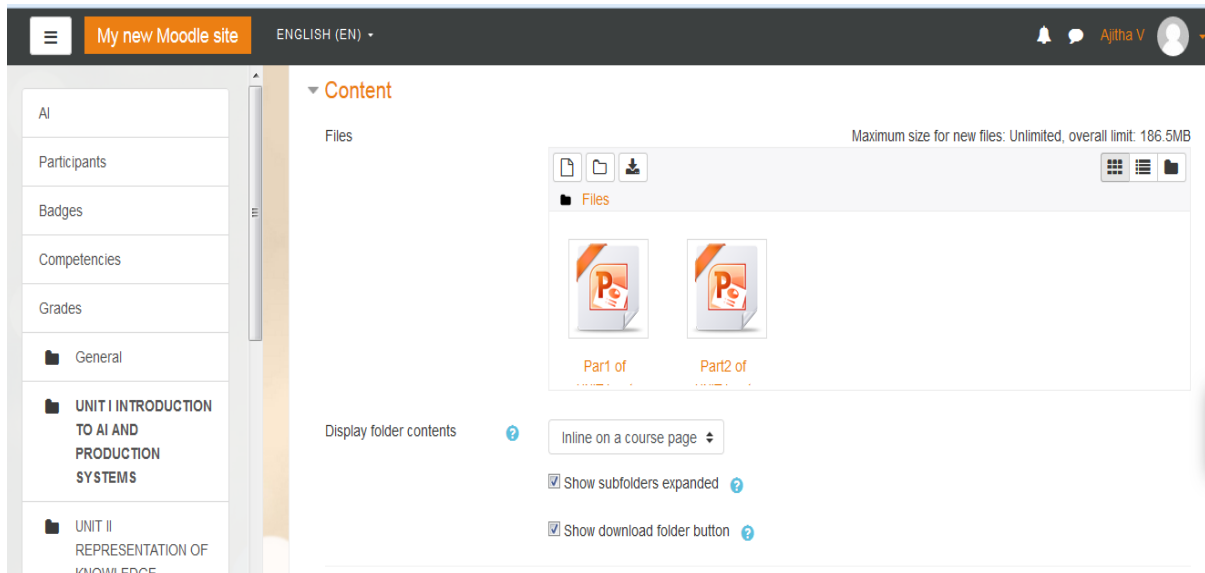 My new Moodle site
ENGLISH (EN)
Ajitha V
AI
Participants
Badges
Competencies
Grades
General
UNIT I INTRODUCTION
TO AI AND
PRODUCTION
SYSTEMS
UNIT II
REPRESENTATION OF
KNOWLEDGE
Content
Files
Maximum size for new files: Unlimited, overall limit: 186.5MB
Files
Par1 of
Part2 of
Display folder contents
Inline on a course page
Show subfolders expanded
Show download folder button